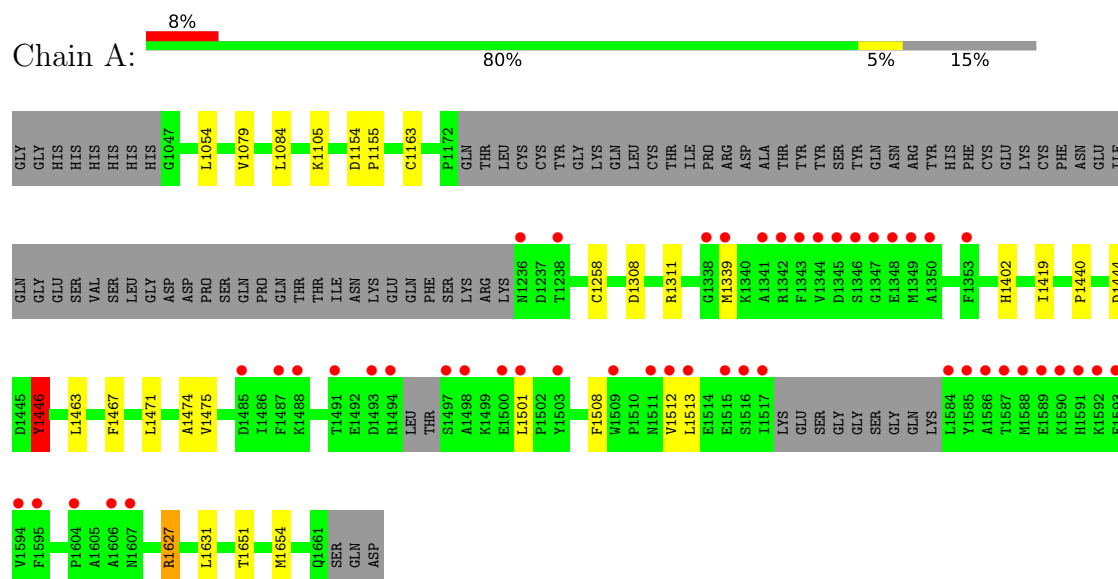 8%
Chain A:
80% 5% 15%
GLY GLY HIS HIS HIS HIS HIS HIS G1047 L1054 V1079 L1084 K1105 D1154 P1155 C1163 P1172 GLN THR LEU CYS CYS TYR GLY LYS GLN LEU CYS THR ILE PRO ARG ASP ALA THR TYR TYR SER TYR GLN ASN ARG TYR HIS PHE CYS GLU LYS CYS PHE ASN GLU ILE
GLN GLY GLU SER VAL SER LEU GLY ASP ASP PRO SER GLN PRO GLN THR THR ILE ASN LYS GLU GLN PHE SER LYS ARG LYS N1236 D1237 T1238 C1258 D1308 R1311 G1338 M1339 K1340 A1341 R1342 F1343 V1344 D1345 S1346 G1347 E1348 M1349 A1350 F1353 H1402 I1419 P1440 D1444
D1445 Y1446 L1463 F1467 L1471 A1474 V1475 D1485 I1486 F1487 K1488 T1491 E1492 D1493 R1494 LEU THR S1497 A1498 K1499 E1500 L1501 P1502 Y1503 F1508 W1509 P1510 N1511 V1512 L1513 E1514 E1515 S1516 I1517 LYS GLU SER GLY GLY SER GLY GLN LYS L1584 Y1585 A1586 T1587 M1588 E1589 K1590 H1591 K1592 E1593
V1594 F1595 P1604 A1605 A1606 N1607 R1627 L1631 T1651 M1654 Q1661 SER GLN ASP